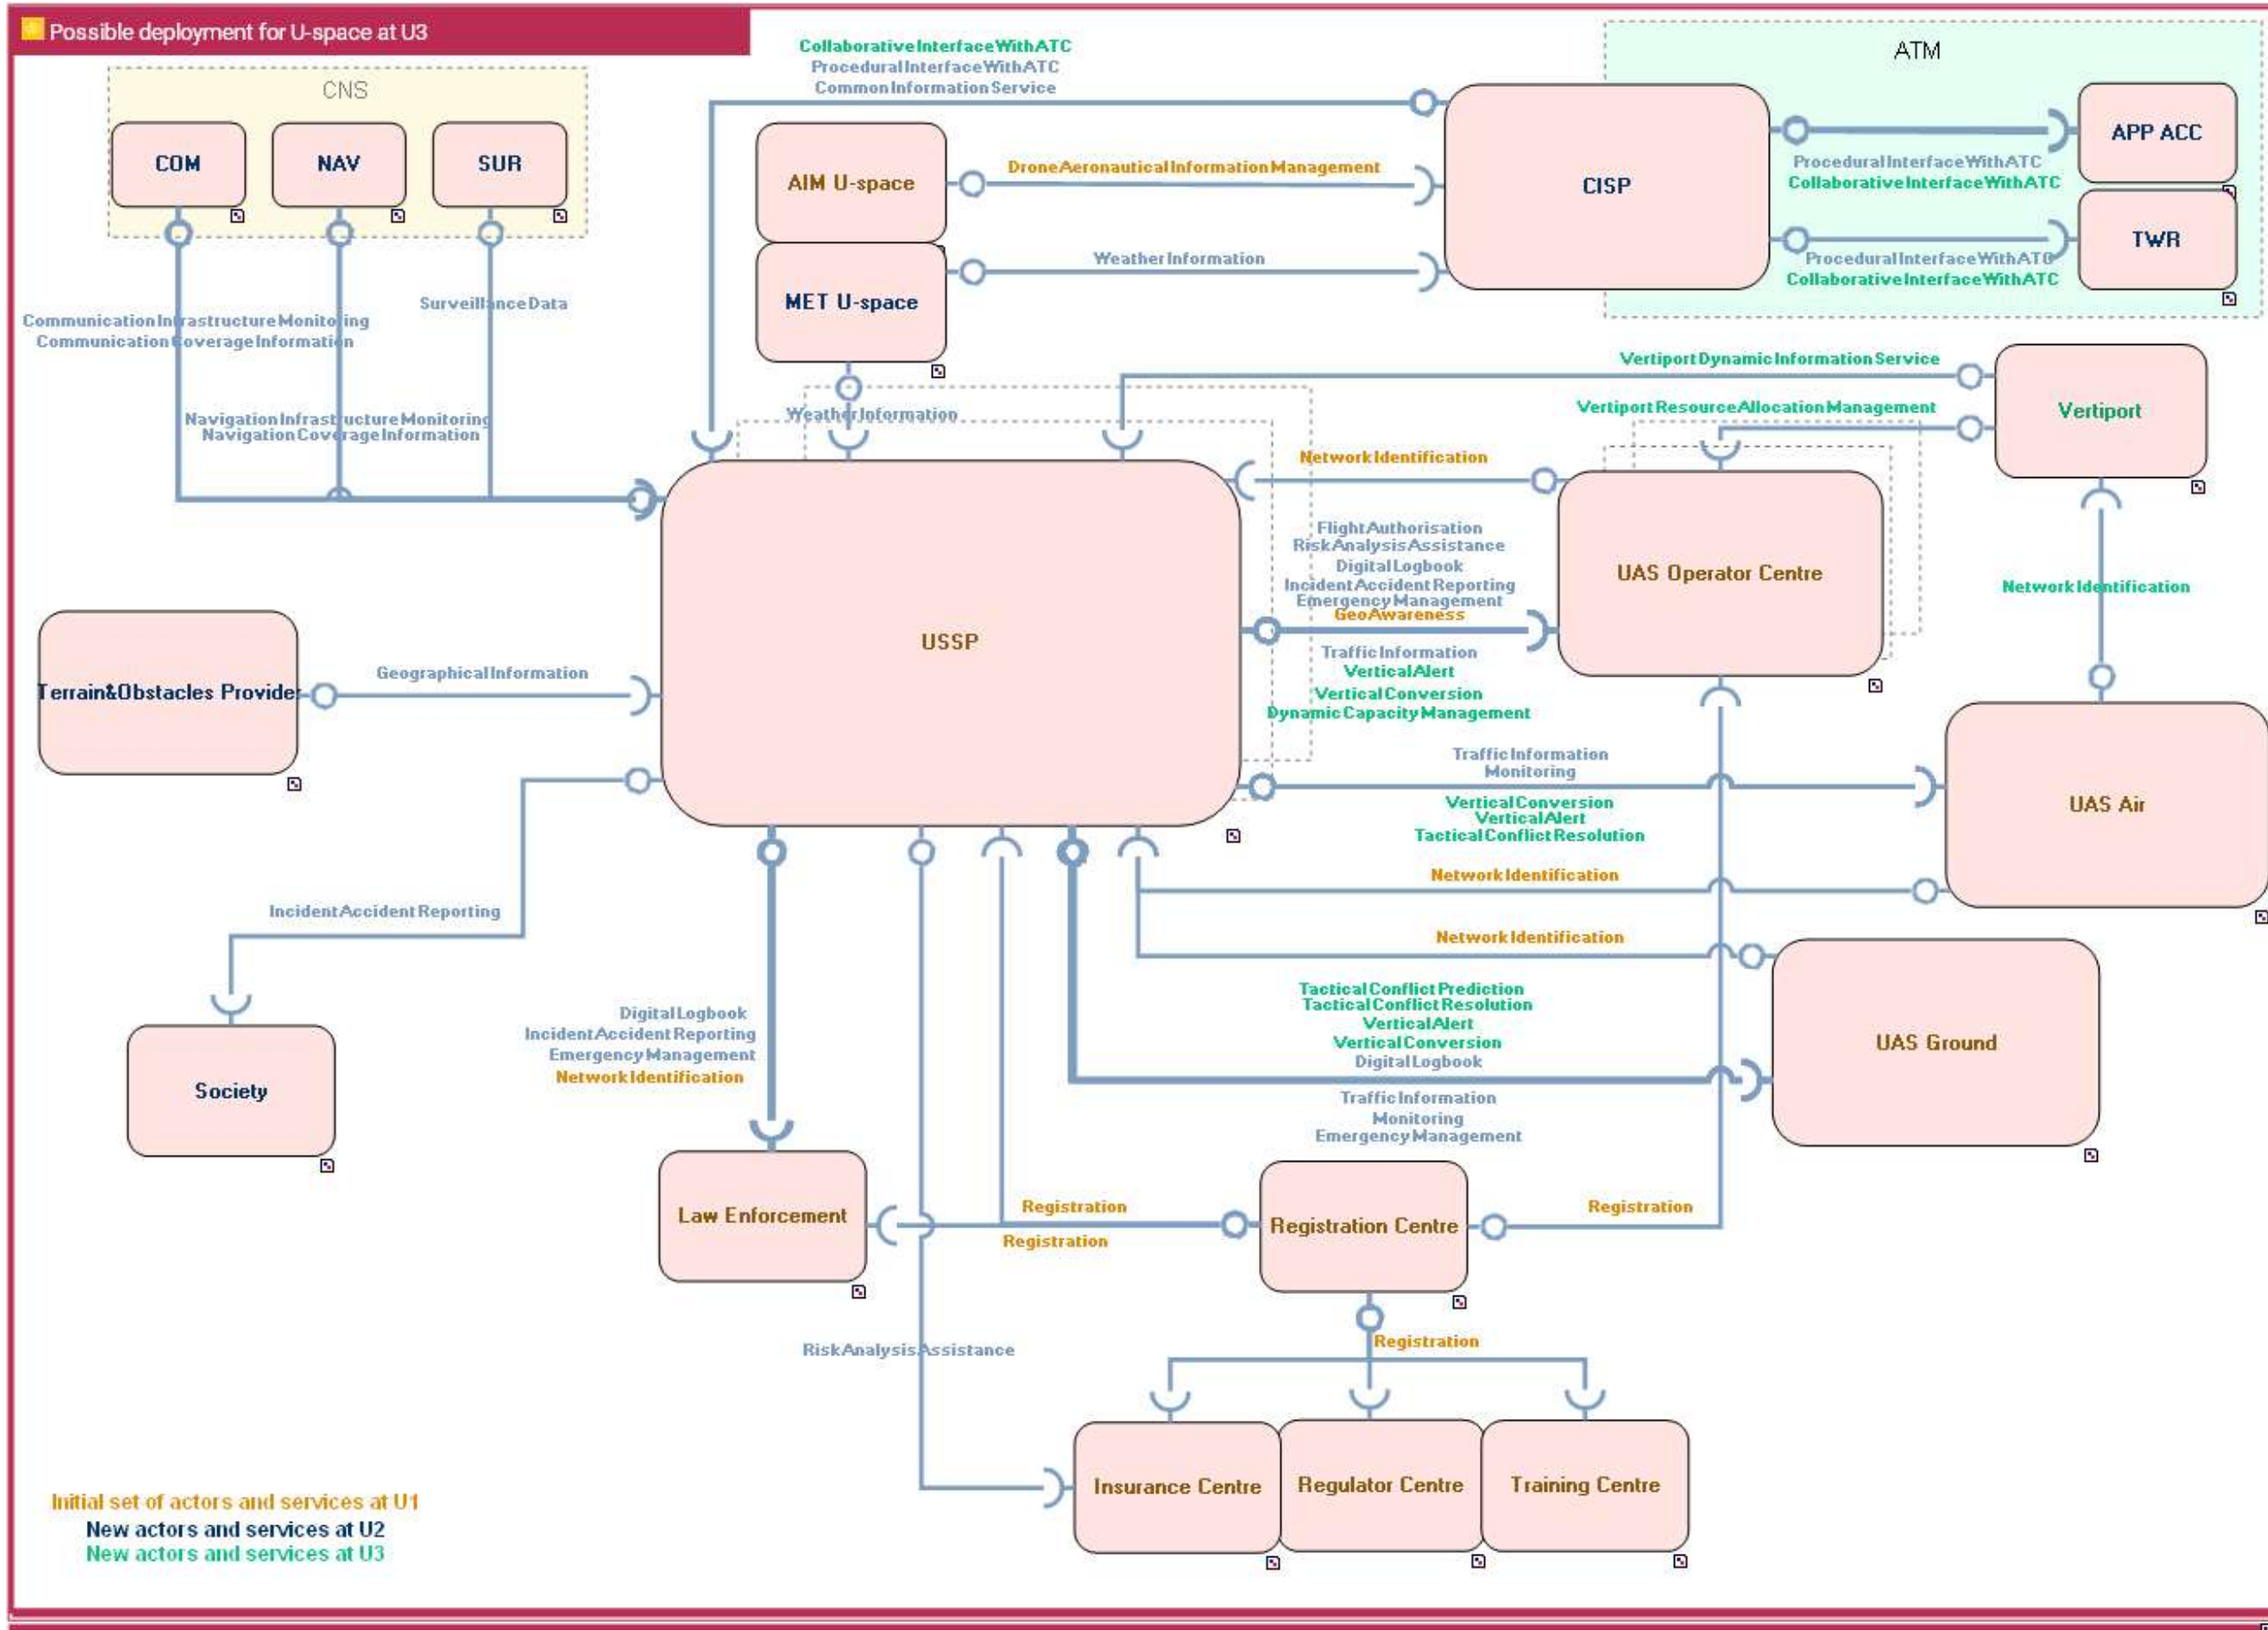 Possible deployment for U-space at U3
CNS
COM
NAV
SUR
CollaborativeInterfaceWithATC
ProceduralInterfaceWithATC
CommonInformationService
ATM
AIM U-space
DroneAeronauticalInformationManagement
CISP
APP ACC
ProceduralInterfaceWithATC
CollaborativeInterfaceWithATC
TWR
ProceduralInterfaceWithATC
CollaborativeInterfaceWithATC
MET U-space
WeatherInformation
SurveillanceData
CommunicationInfrastructureMonitoring
CommunicationCoverageInformation
NavigationInfrastructureMonitoring
NavigationCoverageInformation
WeatherInformation
VertiportDynamicInformationService
VertiportResourceAllocationManagement
Vertiport
NetworkIdentification
FlightAuthorisation
RiskAnalysisAssistance
DigitalLogbook
IncidentAccidentReporting
EmergencyManagement
GeoAwareness
TrafficInformation
VerticalAlert
VerticalConversion
DynamicCapacityManagement
UAS Operator Centre
NetworkIdentification
USSP
Terrain&Obstacles Provider
GeographicalInformation
TrafficInformation
Monitoring
VerticalConversion
VerticalAlert
TacticalConflictResolution
UAS Air
NetworkIdentification
IncidentAccidentReporting
NetworkIdentification
TacticalConflictPrediction
TacticalConflictResolution
VerticalAlert
VerticalConversion
DigitalLogbook
TrafficInformation
Monitoring
EmergencyManagement
UAS Ground
Society
DigitalLogbook
IncidentAccidentReporting
EmergencyManagement
NetworkIdentification
Law Enforcement
Registration
Registration
Registration Centre
Registration
RiskAnalysisAssistance
Registration
Insurance Centre
Regulator Centre
Training Centre
Initial set of actors and services at U1
New actors and services at U2
New actors and services at U3